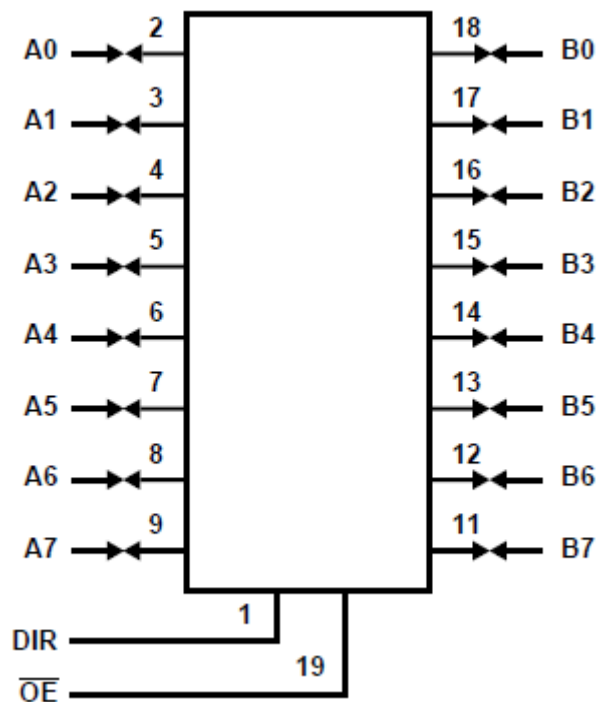 A0 2 18 B0
A1 3 17 B1
A2 4 16 B2
A3 5 15 B3
A4 6 14 B4
A5 7 13 B5
A6 8 12 B6
A7 9 11 B7
DIR 1
O̅E̅ 19